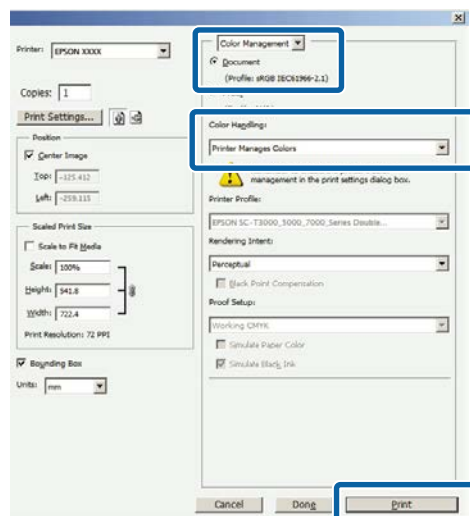 Printer: EPSON XXXX
Copies: 1
Print Settings...
Position
Center Image
Top: -125.412
Left: -259.115
Scaled Print Size
Scale to Fit Media
Scale: 100%
Height: 541.8
Width: 722.4
Print Resolution: 72 PPI
Bounding Box
Units: mm
Color Management
Document
(Profile: sRGB IEC61966-2.1)
Color Handling:
Printer Manages Colors
management in the print settings dialog box.
Printer Profile:
EPSON SC-T3000_5000_7000_Series Double...
Rendering Intent:
Perceptual
Black Point Compensation
Proof Setup:
Working CMYK
Simulate Paper Color
Simulate Black Ink
Cancel
Done
Print